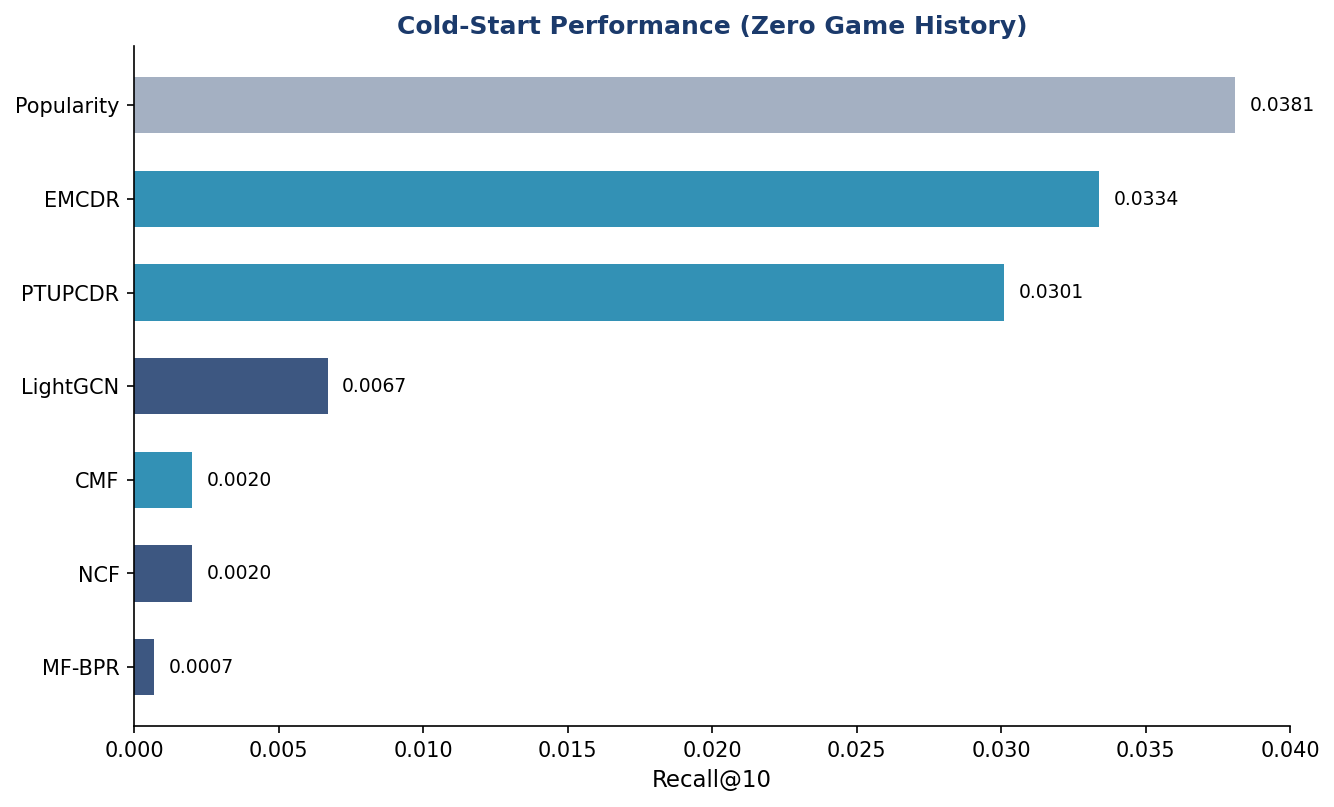 Cold-Start Performance (Zero Game History)
Popularity 0.0381
EMCDR 0.0334
PTUPCDR 0.0301
LightGCN 0.0067
CMF 0.0020
NCF 0.0020
MF-BPR 0.0007
0.000 0.005 0.010 0.015 0.020 0.025 0.030 0.035 0.040
Recall@10